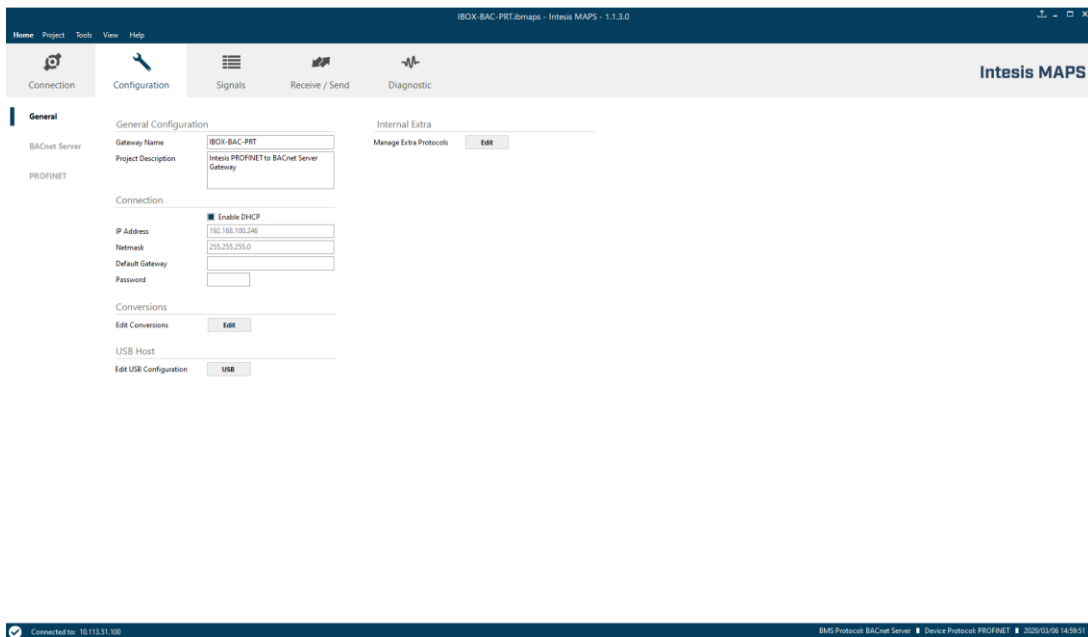 IBOX-BAC-PRT.ibmaps - Intesis MAPS - 1.1.3.0
Home Project Tools View Help
Connection Configuration Signals Receive / Send Diagnostic
Intesis MAPS
General
BACnet Server
PROFINET
General Configuration
Gateway Name IBOX-BAC-PRT
Project Description Intesis PROFINET to BACnet Server
Gateway
Connection
Enable DHCP
IP Address 192.168.100.246
Netmask 255.255.255.0
Default Gateway
Password
Conversions
Edit Conversions Edit
USB Host
Edit USB Configuration USB
Internal Extra
Manage Extra Protocols Edit
Connected to: 10.113.51.100
BMS Protocol: BACnet Server Device Protocol: PROFINET 2020/03/06 14:59:51